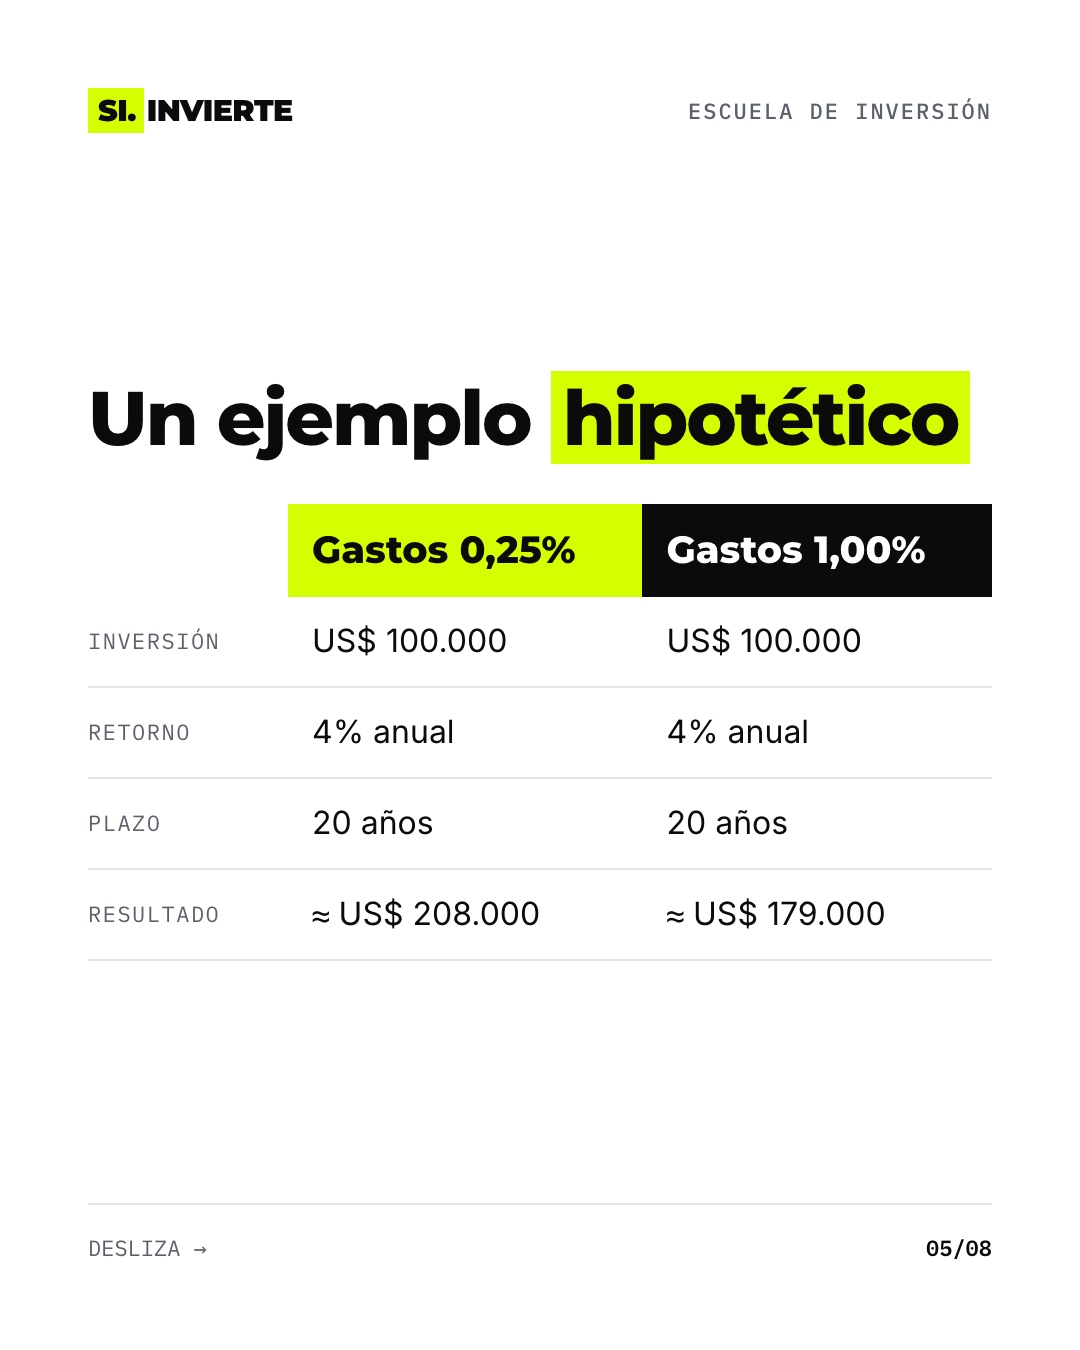 SI. INVIERTE
ESCUELA DE INVERSIÓN
Un ejemplo hipotético
Gastos 0,25% Gastos 1,00%
INVERSIÓN US$ 100.000 US$ 100.000
RETORNO 4% anual 4% anual
PLAZO 20 años 20 años
RESULTADO ≈ US$ 208.000 ≈ US$ 179.000
DESLIZA →
05/08